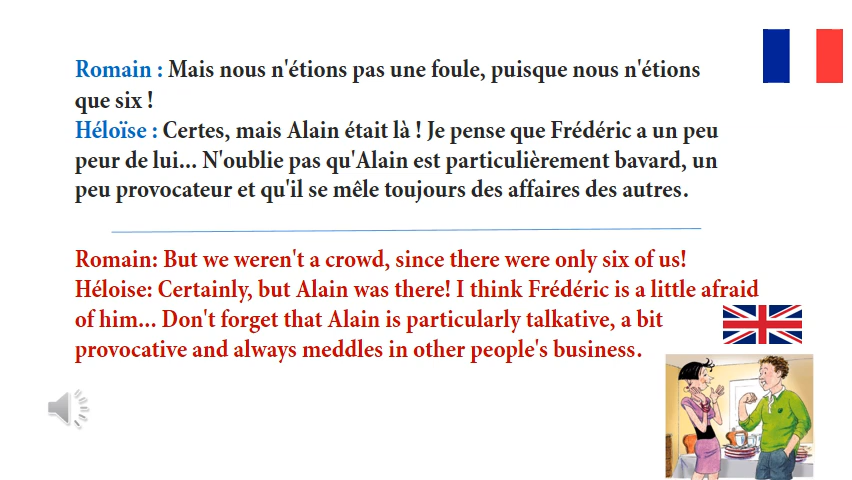 Romain : Mais nous n'étions pas une foule, puisque nous n'étions
que six !
Héloïse : Certes, mais Alain était là ! Je pense que Frédéric a un peu
peur de lui... N'oublie pas qu'Alain est particulièrement bavard, un
peu provocateur et qu'il se mêle toujours des affaires des autres.
Romain: But we weren't a crowd, since there were only six of us!
Héloise: Certainly, but Alain was there! I think Frédéric is a little afraid
of him... Don't forget that Alain is particularly talkative, a bit
provocative and always meddles in other people's business.